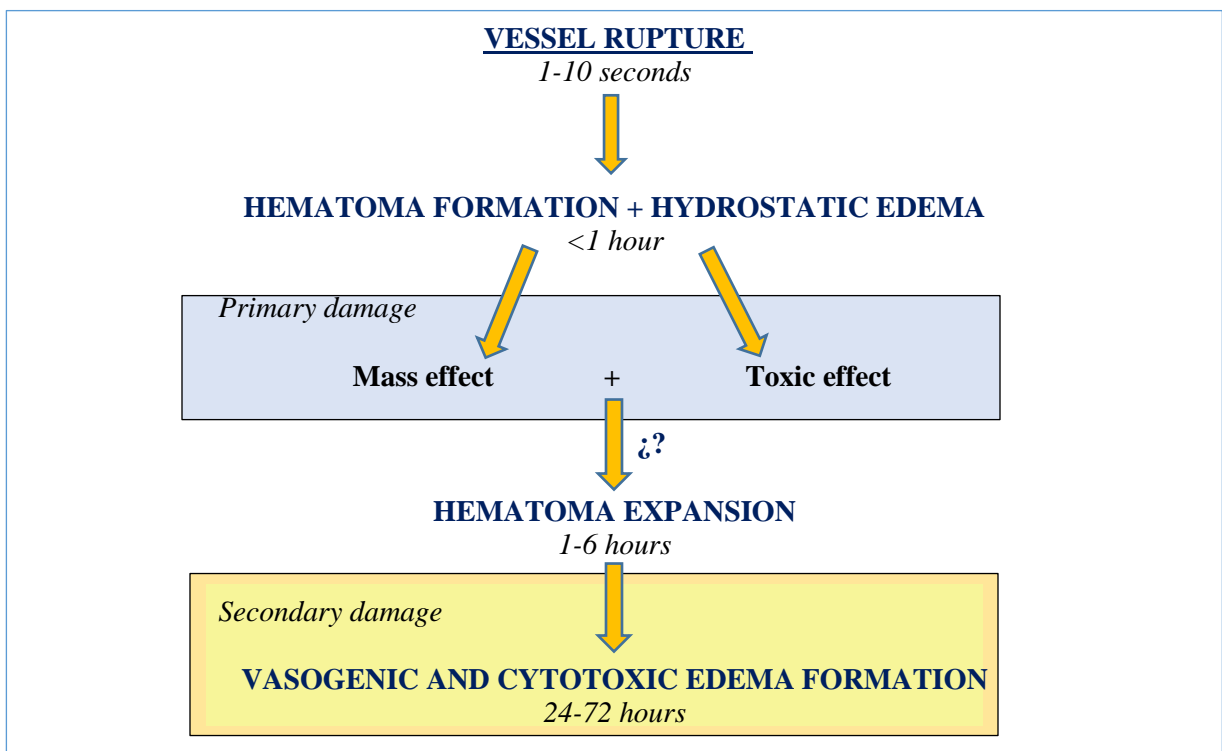 VESSEL RUPTURE
1-10 seconds
HEMATOMA FORMATION + HYDROSTATIC EDEMA
<1 hour
Primary damage
Mass effect + Toxic effect
¿?
HEMATOMA EXPANSION
1-6 hours
Secondary damage
VASOGENIC AND CYTOTOXIC EDEMA FORMATION
24-72 hours